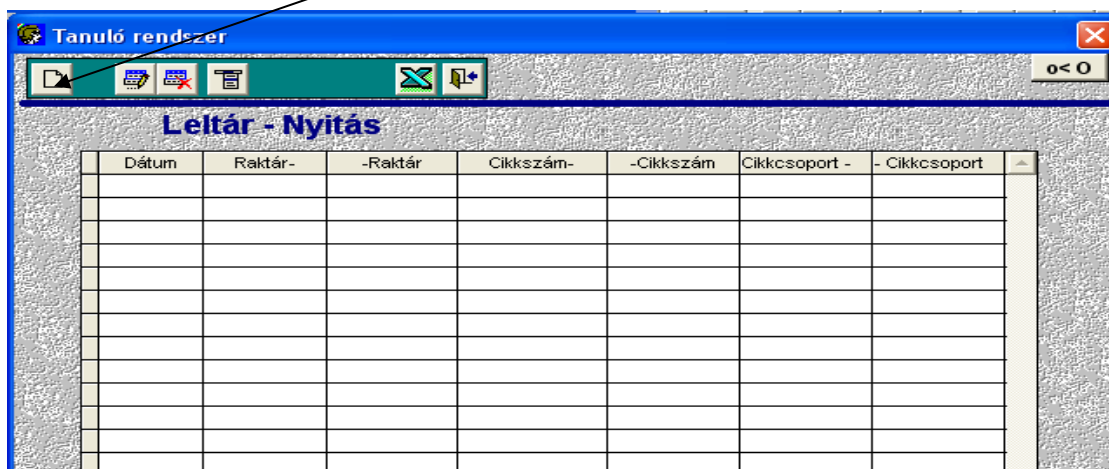 Tanuló rendszer
o< O
Leltár - Nyitás
Dátum Raktár- -Raktár Cikkszám- -Cikkszám Cikkcsoport - - Cikkcsoport